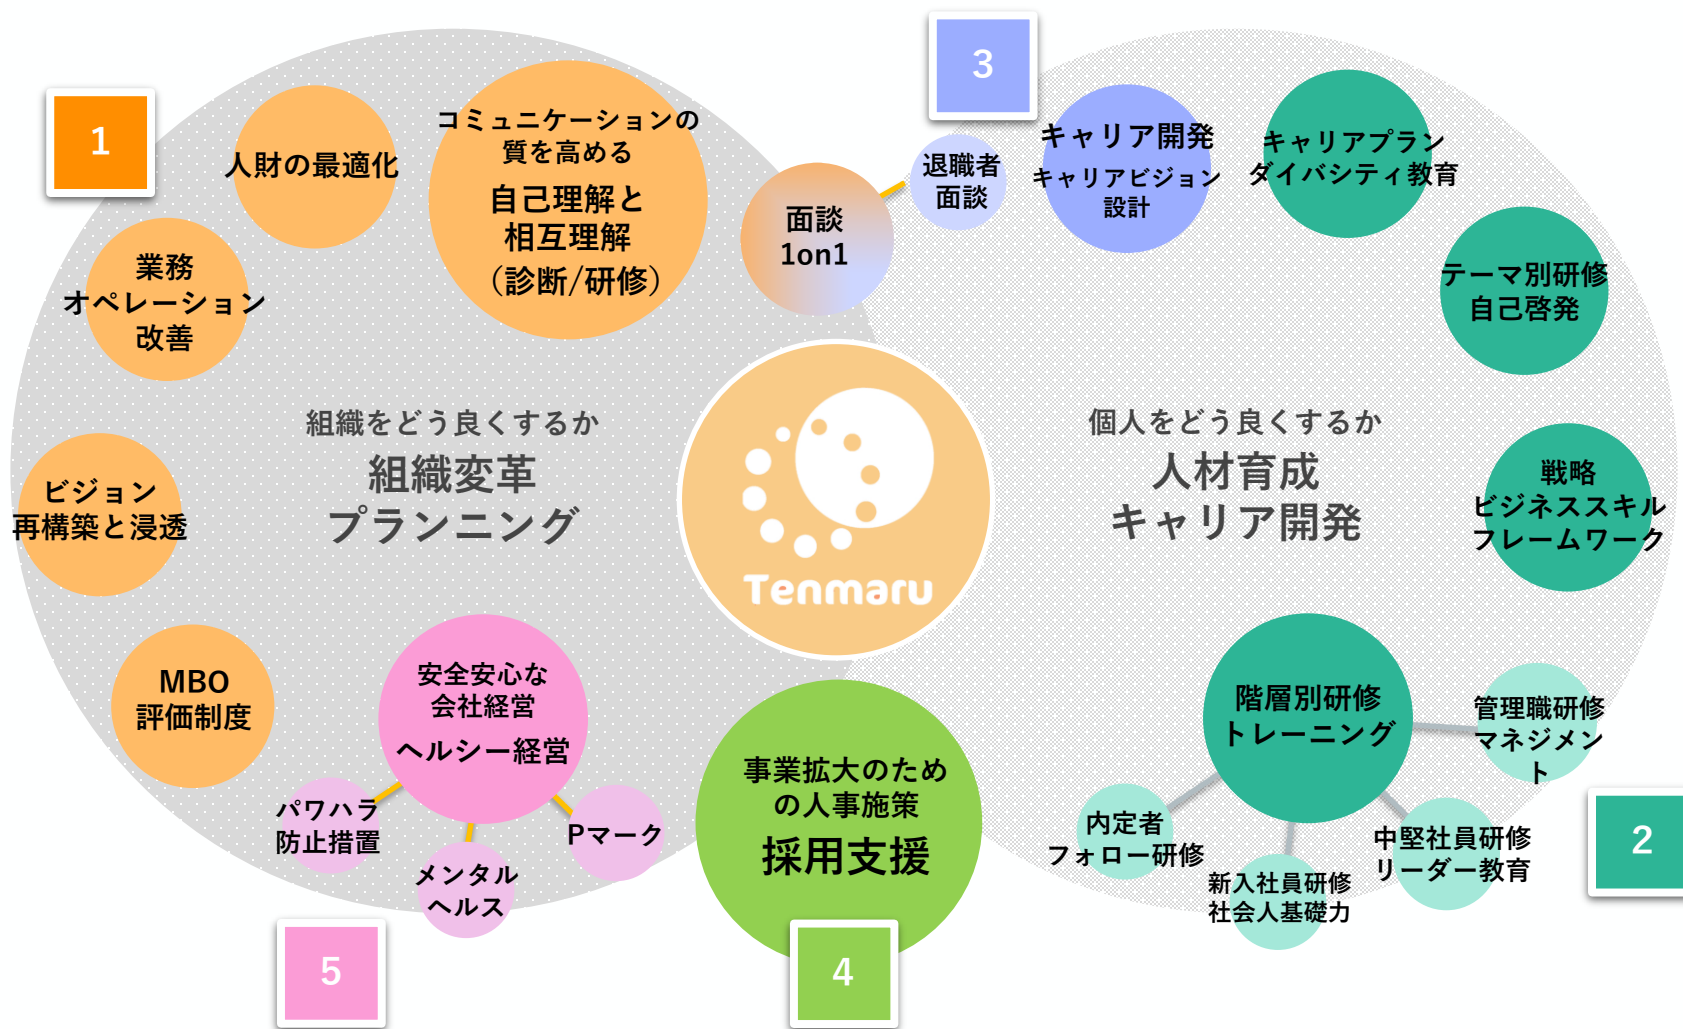 1
人財の最適化
コミュニケーションの
質を高める
自己理解と
相互理解
（診断/研修）
業務
オペレーション
改善
ビジョン
再構築と浸透
MBO
評価制度
組織をどう良くするか
組織変革
プランニング
面談
1on1
退職者
面談
3
キャリア開発
キャリアビジョン
設計
キャリアプラン
ダイバシティ教育
テーマ別研修
自己啓発
戦略
ビジネススキル
フレームワーク
個人をどう良くするか
人材育成
キャリア開発
Tenmaru
安全安心な
会社経営
ヘルシー経営
パワハラ
防止措置
メンタル
ヘルス
Pマーク
5
事業拡大のため
の人事施策
採用支援
4
階層別研修
トレーニング
内定者
フォロー研修
新入社員研修
社会人基礎力
中堅社員研修
リーダー教育
管理職研修
マネジメン
ト
2